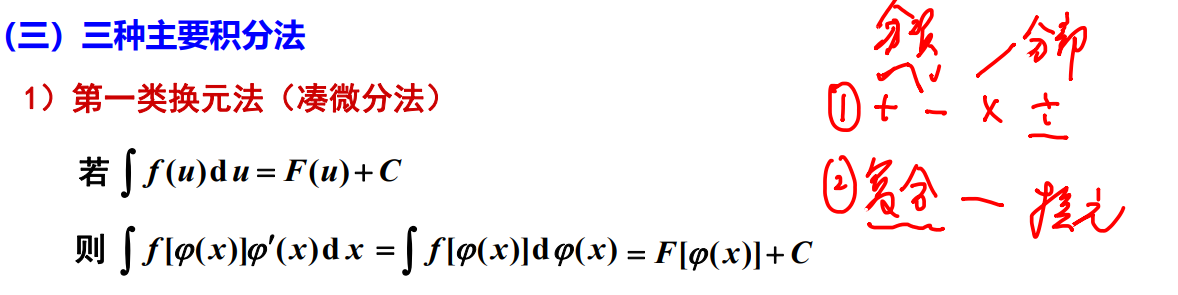 (三）三种主要积分法
1）第一类换元法（凑微分法）
若 ∫ f(u)du = F(u)+C
则 ∫ f[φ(x)]φ′(x)dx = ∫ f[φ(x)]dφ(x) = F[φ(x)]+C
分部
① + − × ÷
② 复合 — 换元